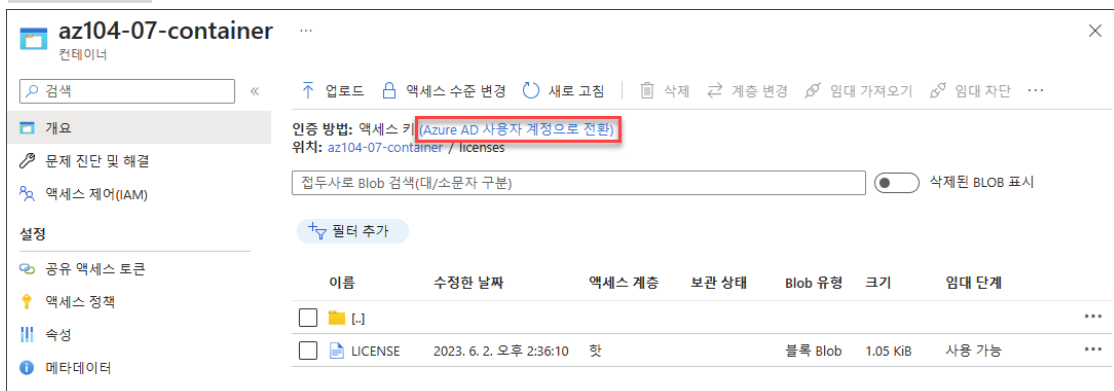 az104-07-container ...
컨테이너
검색
업로드 액세스 수준 변경 새로 고침 삭제 계층 변경 임대 가져오기 임대 차단 ...
개요
문제 진단 및 해결
액세스 제어(IAM)
설정
공유 액세스 토큰
액세스 정책
속성
메타데이터
인증 방법: 액세스 키 (Azure AD 사용자 계정으로 전환)
위치: az104-07-container / licenses
접두사로 Blob 검색(대/소문자 구분) 삭제된 BLOB 표시
필터 추가
이름 수정한 날짜 액세스 계층 보관 상태 Blob 유형 크기 임대 단계
[..]
LICENSE 2023. 6. 2. 오후 2:36:10 핫 블록 Blob 1.05 KiB 사용 가능